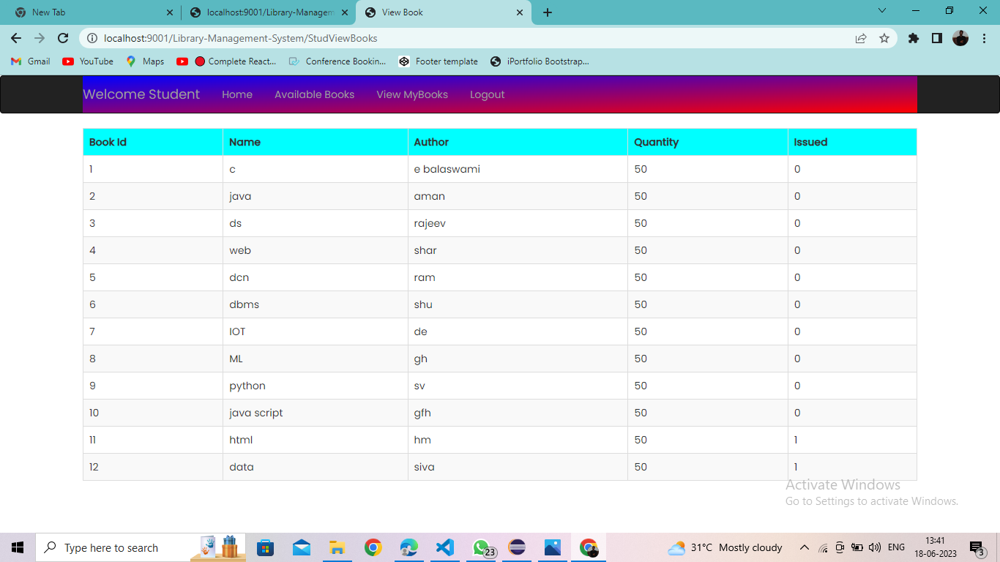 New Tab
localhost:9001/Library-Managem
View Book
localhost:9001/Library-Management-System/StudViewBooks
Gmail YouTube Maps Complete React... Conference Bookin... Footer template iPortfolio Bootstrap...
Welcome Student Home Available Books View MyBooks Logout
Book Id Name Author Quantity Issued
1 c e balaswami 50 0
2 java aman 50 0
3 ds rajeev 50 0
4 web shar 50 0
5 dcn ram 50 0
6 dbms shu 50 0
7 IOT de 50 0
8 ML gh 50 0
9 python sv 50 0
10 java script gfh 50 0
11 html hm 50 1
12 data siva 50 1
Activate Windows
Go to Settings to activate Windows.
Type here to search
23
31°C Mostly cloudy
ENG
13:41
18-06-2023
3